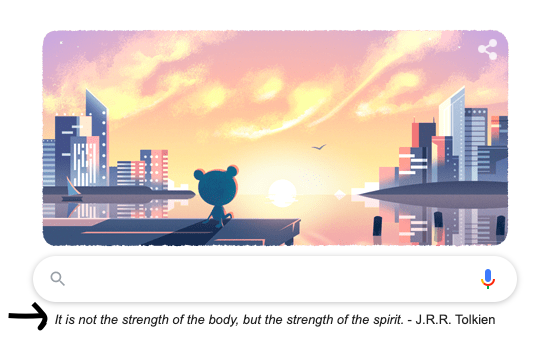 It is not the strength of the body, but the strength of the spirit. - J.R.R. Tolkien